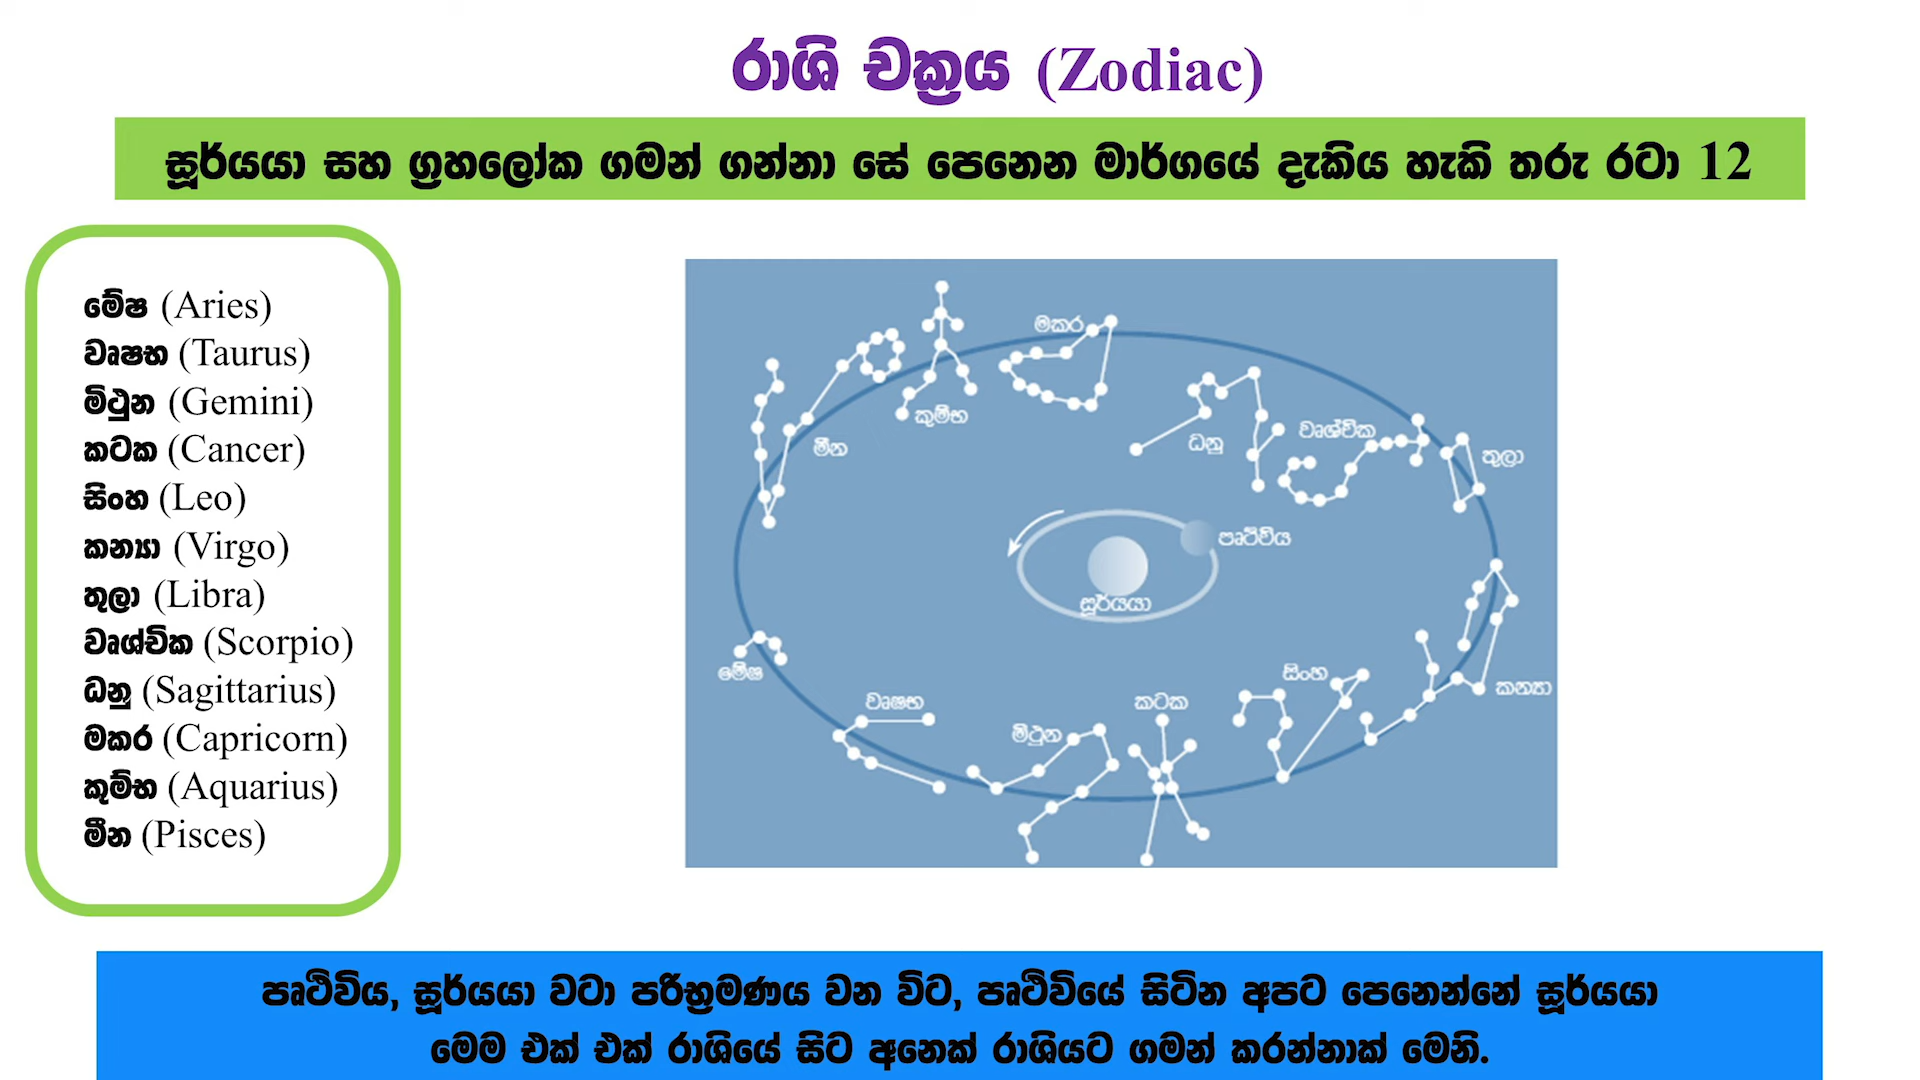 රාශි චක්‍රය (Zodiac)
සූර්යයා සහ ග්‍රහලෝක ගමන් ගන්නා සේ පෙනෙන මාර්ගයේ දැකිය හැකි තරු රටා 12
මේෂ (Aries)
වෘෂභ (Taurus)
මිථුන (Gemini)
කටක (Cancer)
සිංහ (Leo)
කන්‍යා (Virgo)
තුලා (Libra)
වෘශ්චික (Scorpio)
ධනු (Sagittarius)
මකර (Capricorn)
කුම්භ (Aquarius)
මීන (Pisces)
මකර
කුම්භ
මීන
ධනු
වෘශ්චික
තුලා
පෘථිවිය
සූර්යයා
මේෂ
වෘෂභ
මිථුන
කටක
සිංහ
කන්‍යා
පෘථිවිය, සූර්යයා වටා පරිභ්‍රමණය වන විට, පෘථිවියේ සිටින අපට පෙනෙන්නේ සූර්යයා
මෙම එක් එක් රාශියේ සිට අනෙක් රාශියට ගමන් කරන්නාක් මෙනි.